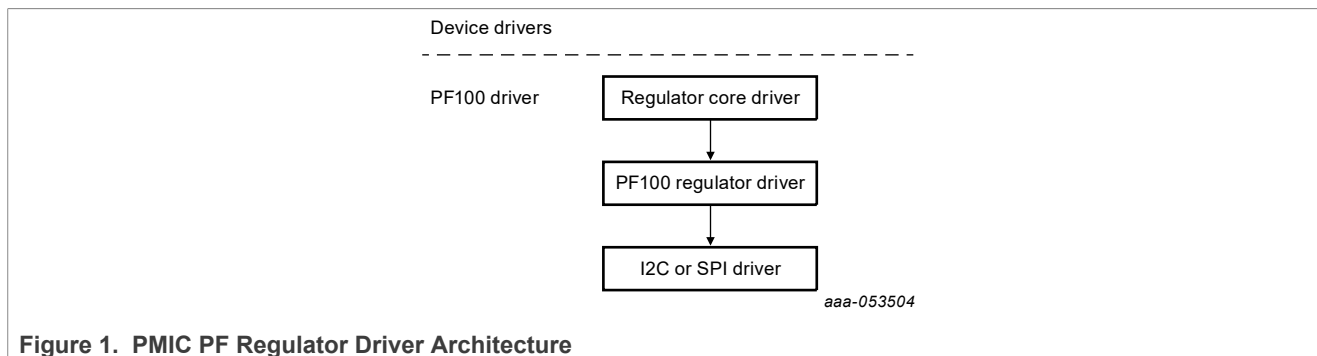 Device drivers
PF100 driver
Regulator core driver
PF100 regulator driver
I2C or SPI driver
aaa-053504
Figure 1. PMIC PF Regulator Driver Architecture